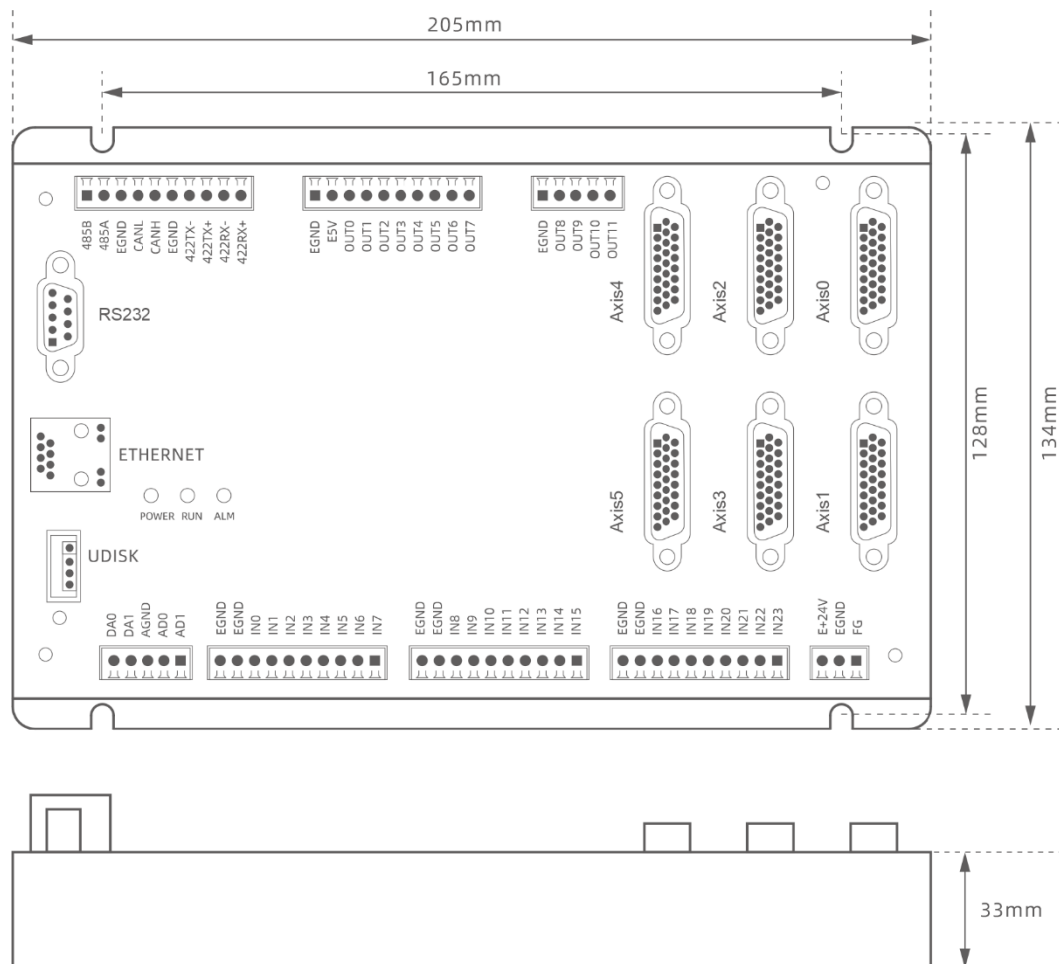 205mm
165mm
485B
485A
EGND
CANL
CANH
EGND
422TX-
422TX+
422RX-
422RX+
EGND
E5V
OUT0
OUT1
OUT2
OUT3
OUT4
OUT5
OUT6
OUT7
EGND
OUT8
OUT9
OUT10
OUT11
Axis4
Axis2
Axis0
RS232
128mm
134mm
ETHERNET
POWER RUN ALM
Axis5
Axis3
Axis1
UDISK
DA0
DA1
AGND
AD0
AD1
EGND
EGND
IN0
IN1
IN2
IN3
IN4
IN5
IN6
IN7
EGND
EGND
IN8
IN9
IN10
IN11
IN12
IN13
IN14
IN15
EGND
EGND
IN16
IN17
IN18
IN19
IN20
IN21
IN22
IN23
E+24V
EGND
FG
33mm